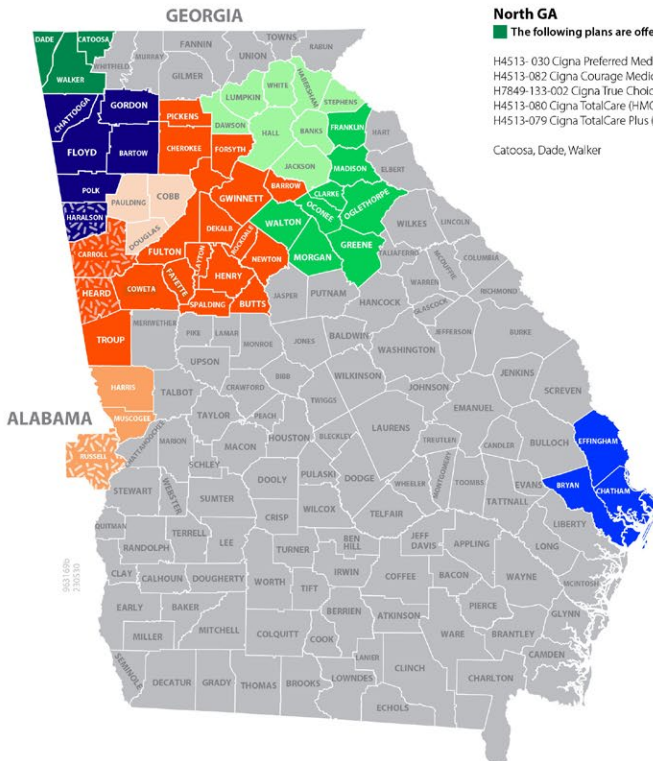 GEORGIA
North GA
The following plans are offe
H4513- 030 Cigna Preferred Med
H4513-082 Cigna Courage Medic
H7849-133-002 Cigna True Choic
H4513-080 Cigna TotalCare (HMC
H4513-079 Cigna TotalCare Plus (
Catoosa, Dade, Walker
DADE
CATOOSA
WALKER
WHITFIELD
MURRAY
FANNIN
GILMER
UNION
TOWNS
RABUN
LUMPKIN
WHITE
HABERSHAM
STEPHENS
CHATTOOGA
GORDON
PICKENS
DAWSON
HALL
BANKS
FRANKLIN
HART
FLOYD
BARTOW
CHEROKEE
FORSYTH
JACKSON
MADISON
ELBERT
POLK
PAULDING
COBB
GWINNETT
BARROW
CLARKE
OCONEE
OGLETHORPE
WILKES
LINCOLN
HARALSON
DOUGLAS
DEKALB
WALTON
GREENE
TALIAFERRO
MCDUFFIE
COLUMBIA
CARROLL
FULTON
CLAYTON
ROCKDALE
NEWTON
MORGAN
WARREN
RICHMOND
HEARD
COWETA
FAYETTE
HENRY
SPALDING
BUTTS
JASPER
PUTNAM
HANCOCK
GLASCOCK
TROUP
MERIWETHER
PIKE
LAMAR
MONROE
JONES
BALDWIN
WASHINGTON
JEFFERSON
BURKE
UPSON
BIBB
WILKINSON
JENKINS
SCREVEN
HARRIS
TALBOT
CRAWFORD
TWIGGS
JOHNSON
EMANUEL
ALABAMA
MUSCOGEE
TAYLOR
PEACH
HOUSTON
BLECKLEY
LAURENS
TREUTLEN
CANDLER
BULLOCH
EFFINGHAM
RUSSELL
CHATTAHOOCHEE
MARION
MACON
SCHLEY
STEWART
WEBSTER
SUMTER
DOOLY
PULASKI
DODGE
WHEELER
MONTGOMERY
TOOMBS
TATTNALL
EVANS
BRYAN
CHATHAM
CRISP
WILCOX
TELFAIR
LIBERTY
QUITMAN
TERRELL
LEE
RANDOLPH
TURNER
BEN
HILL
JEFF
DAVIS
APPLING
LONG
963169b
230530
CLAY
CALHOUN
DOUGHERTY
WORTH
TIFT
IRWIN
COFFEE
BACON
WAYNE
MCINTOSH
EARLY
BAKER
MITCHELL
BERRIEN
ATKINSON
PIERCE
GLYNN
MILLER
COLQUITT
COOK
LANIER
WARE
BRANTLEY
CAMDEN
SEMINOLE
DECATUR
GRADY
THOMAS
BROOKS
LOWNDES
CLINCH
CHARLTON
ECHOLS